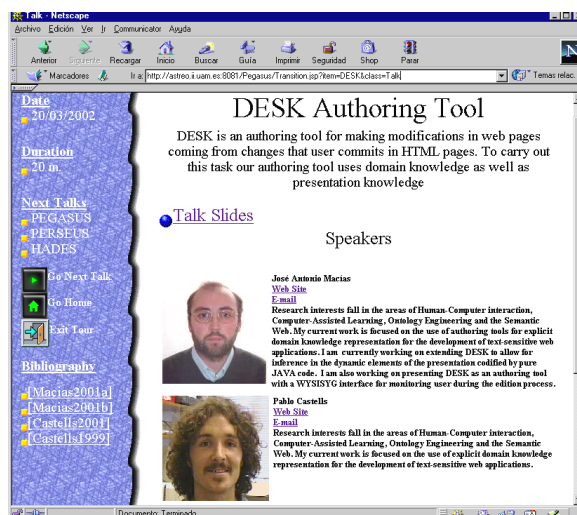 Talk - Netscape
Archivo Edición Ver Ir Communicator Ayuda
Anterior Siguiente Recargar Inicio Buscar Guía Imprimir Seguridad Shop Parar
Marcadores Ir a: http://astreo.ii.uam.es:8081/Pegasus/Transition.jsp?item=DESK&class=Talk Temas relac.
Date
20/03/2002
Duration
20 m.
Next Talks
PEGASUS
PERSEUS
HADES
Go Next Talk
Go Home
Exit Tour
Bibliography
[Macias2001a]
[Macias2001b]
[Castells2001]
[Castells1999]
DESK Authoring Tool
DESK is an authoring tool for making modifications in web pages
coming from changes that user commits in HTML pages. To carry out
this task our authoring tool uses domain knowledge as well as
presentation knowledge
Talk Slides
Speakers
José Antonio Macias
Web Site
E-mail
Research interests fall in the areas of Human-Computer interaction,
Computer-Assisted Learning, Ontology Engineering and the Semantic
Web. My current work is focused on the use of authoring tools for explicit
domain knowledge representation for the development of text-sensitive web
applications. I am currently working on extending DESK to allow for
inference in the dynamic elements of the presentation codified by pure
JAVA code. I am also working on presenting DESK as an authoring tool
with a WYSISYG interface for monitoring user during the edition process.
Pablo Castells
Web Site
E-mail
Research interests fall in the areas of Human-Computer interaction,
Computer-Assisted Learning, Ontology Engineering and the Semantic
Web. My current work is focused on the use of explicit domain knowledge
representation for the development of text-sensitive web applications.
Documento: Terminado